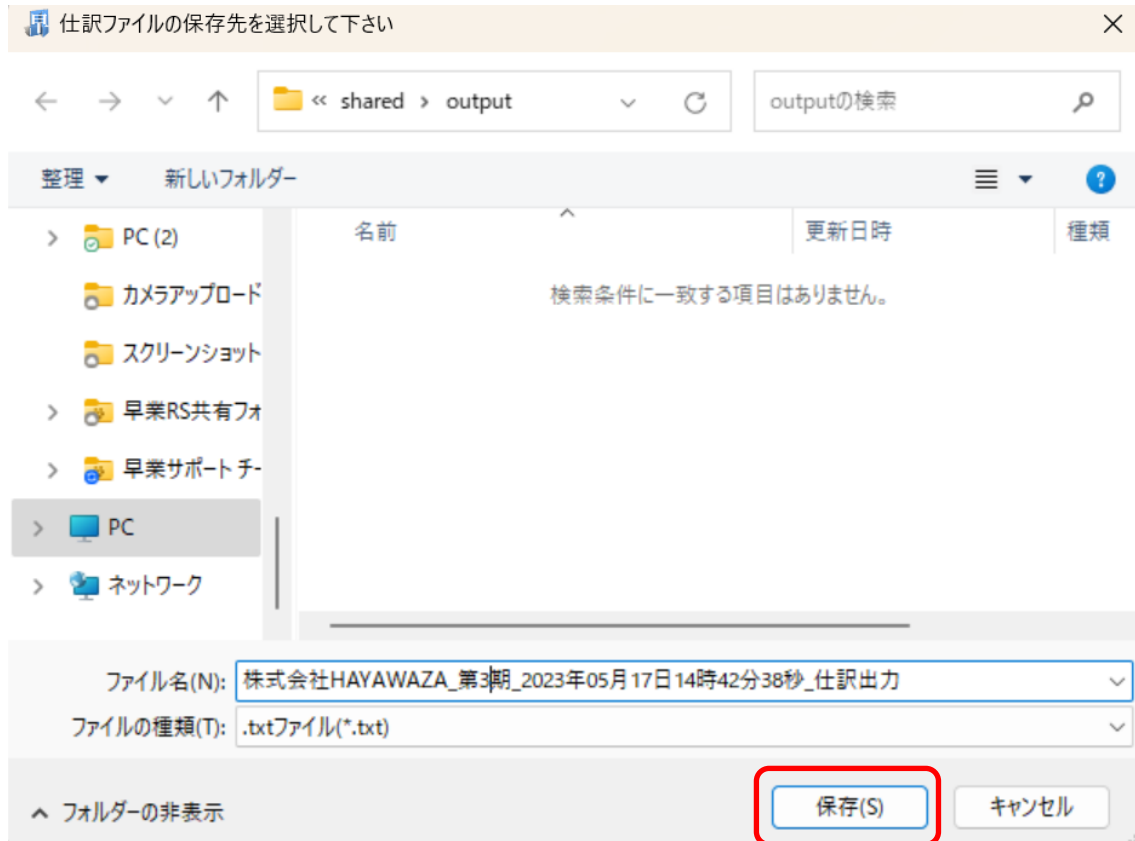 仕訳ファイルの保存先を選択して下さい
« shared › output
outputの検索
整理 新しいフォルダー
名前 更新日時 種類
検索条件に一致する項目はありません。
PC (2)
カメラアップロード
スクリーンショット
早業RS共有フォ
早業サポート チー
PC
ネットワーク
ファイル名(N): 株式会社HAYAWAZA_第3期_2023年05月17日14時42分38秒_仕訳出力
ファイルの種類(T): .txtファイル(*.txt)
フォルダーの非表示 保存(S) キャンセル